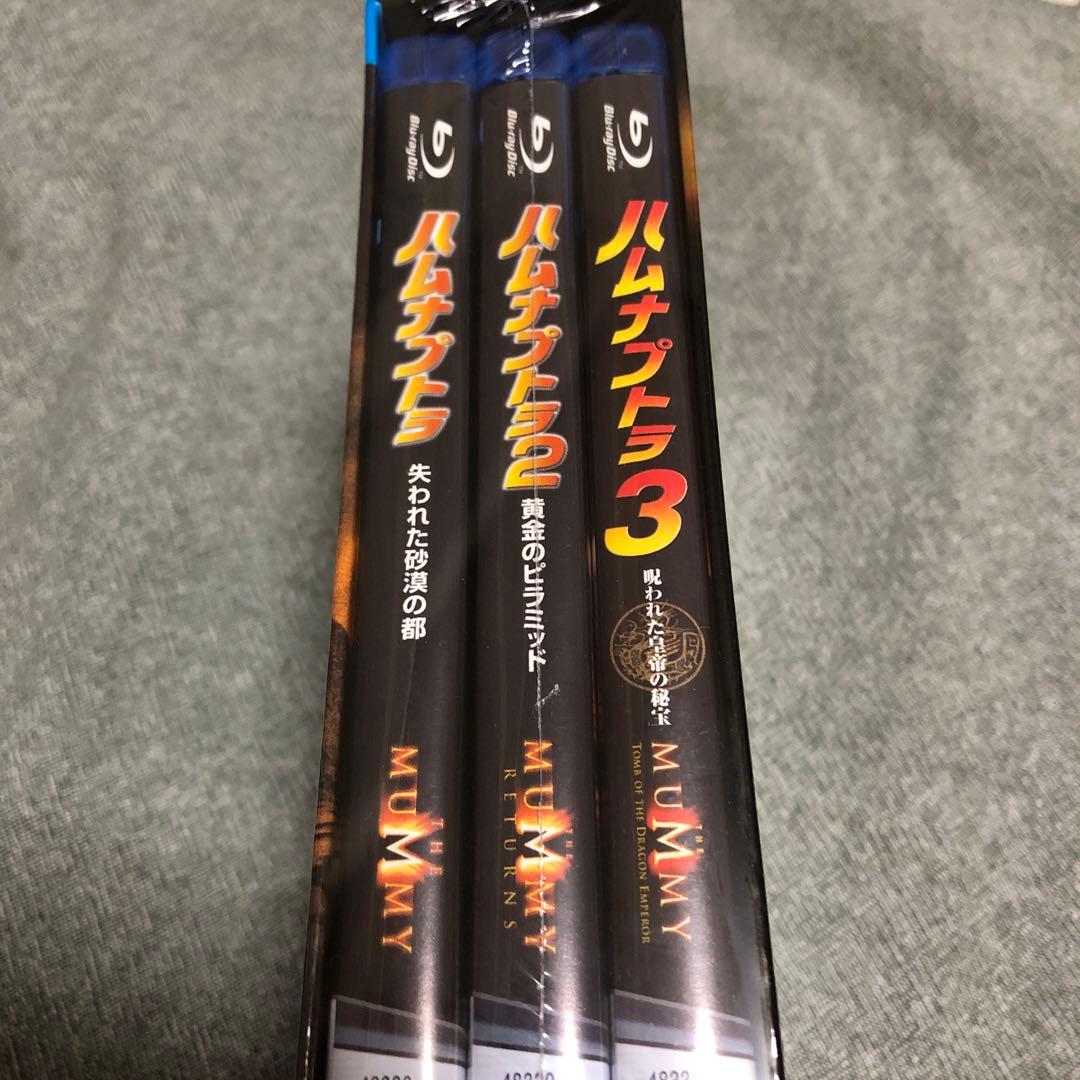 Blu-ray Disc
ハムナプトラ
失われた砂漠の都
THE
MUMMY
Blu-ray Disc
ハムナプトラ2
黄金のピラミッド
MUMMY
RETURNS
Blu-ray Disc
ハムナプトラ3
呪われた皇帝の秘宝
THE
MUMMY
TOMB OF THE DRAGON EMPEROR